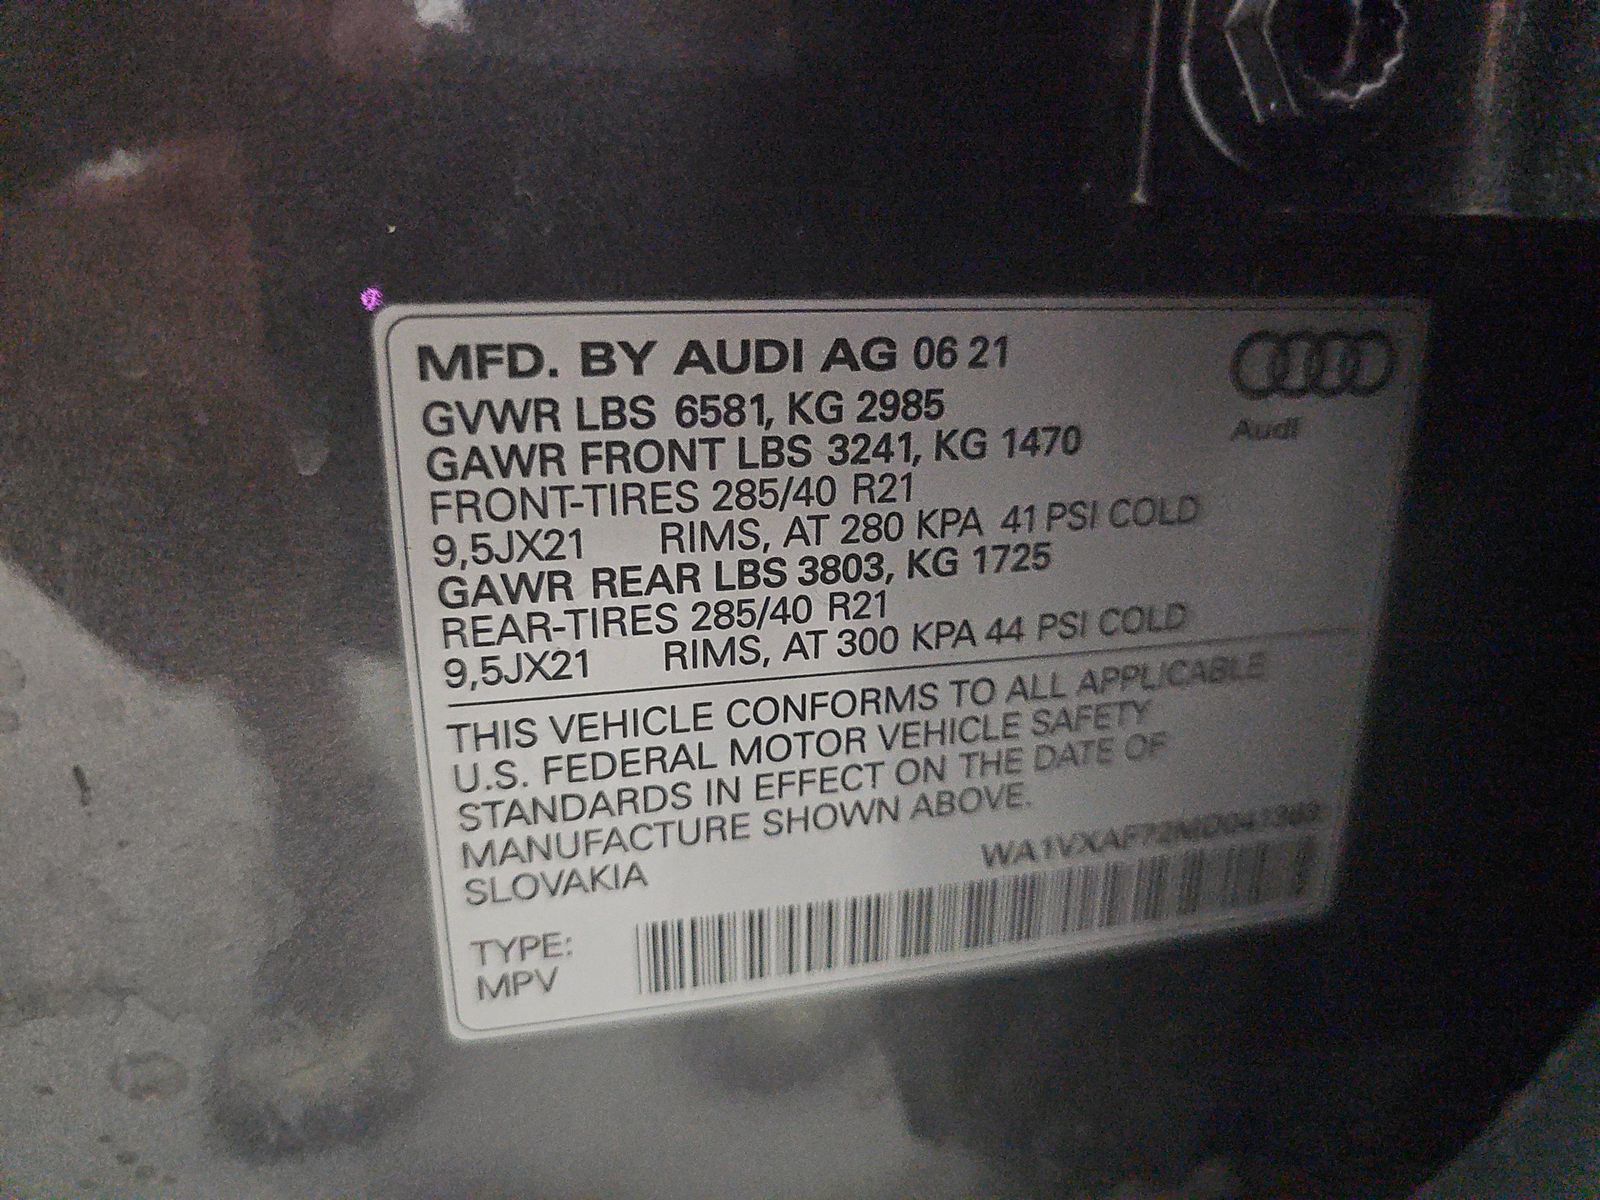 MFD. BY AUDI AG 06 21
GVWR LBS 6581, KG 2985
GAWR FRONT LBS 3241, KG 1470
FRONT-TIRES 285/40 R21
9,5JX21 RIMS, AT 280 KPA 41 PSI COLD
GAWR REAR LBS 3803, KG 1725
REAR-TIRES 285/40 R21
9,5JX21 RIMS, AT 300 KPA 44 PSI COLD
Audi
THIS VEHICLE CONFORMS TO ALL APPLICABLE
U.S. FEDERAL MOTOR VEHICLE SAFETY
STANDARDS IN EFFECT ON THE DATE OF
MANUFACTURE SHOWN ABOVE.
SLOVAKIA
TYPE:
MPV